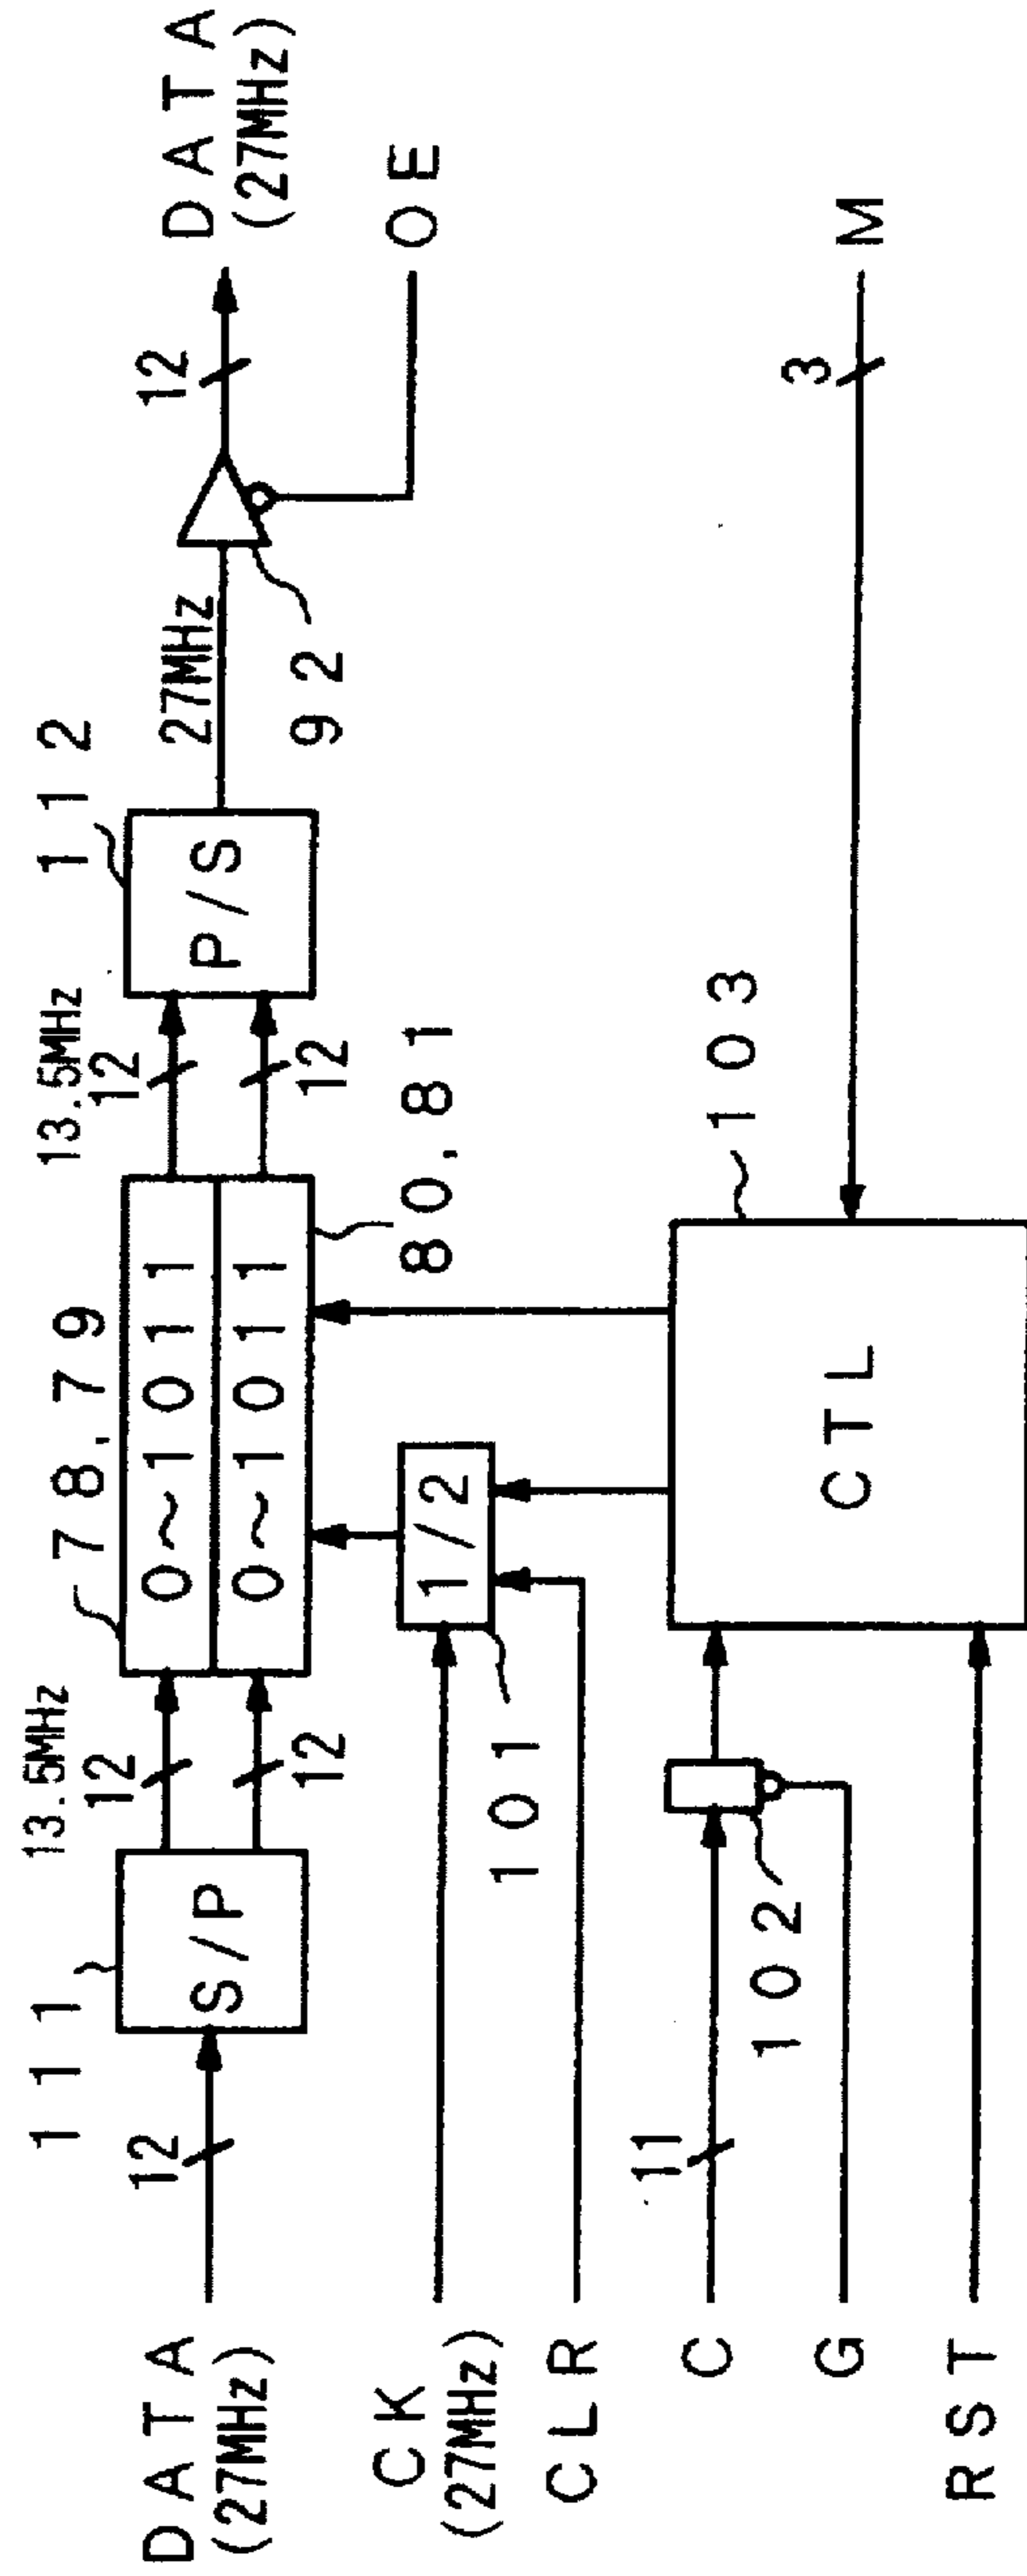 DATA
(27MHz)
12
111
S/P
13.5MHz
12
12
78, 79
0~1011
0~1011
80, 81
13.5MHz
12
12
112
P/S
27MHz
92
12
DATA
(27MHz)
OE
CK
(27MHz)
CLR
1/2
101
C
11
102
G
RST
CTL
103
3
M